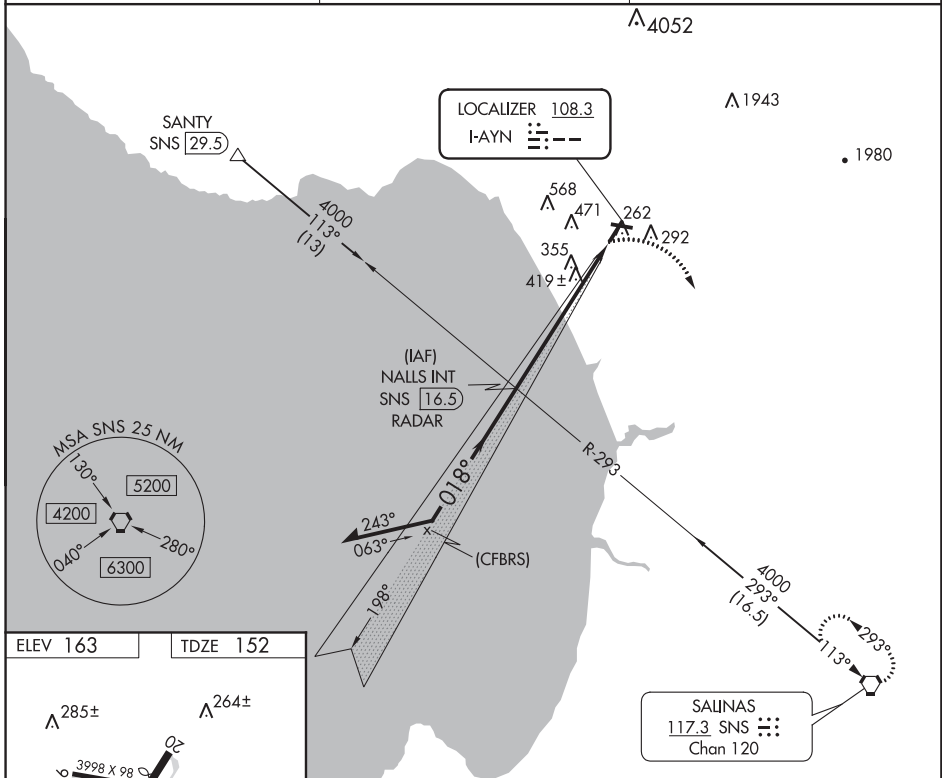 4052
1943
1980
LOCALIZER 108.3
I-AYN
SANTY
SNS 29.5
4000
113°
(13)
568
471
262
292
355
419±
(IAF)
NALLS INT
SNS 16.5
RADAR
R-293
018°
243°
063°
(CFBRS)
198°
MSA SNS 25 NM
130°
5200
4200
040°
280°
6300
4000
293°
(16.5)
293°
113°
SALINAS
117.3 SNS
Chan 120
ELEV 163
TDZE 152
285±
264±
20
3998 X 98